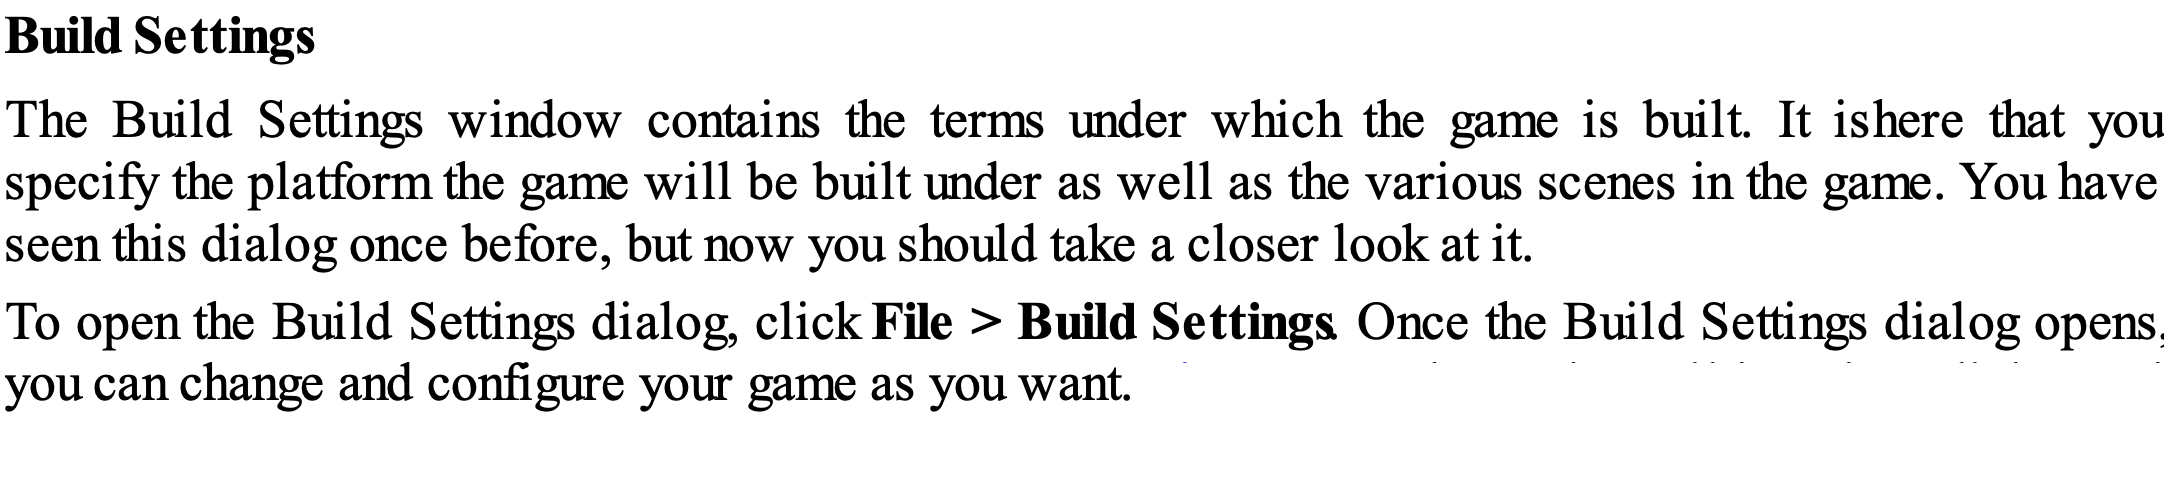 Build Settings
The Build Settings window contains the terms under which the game is built. It ishere that you
specify the platform the game will be built under as well as the various scenes in the game. You have
seen this dialog once before, but now you should take a closer look at it.
To open the Build Settings dialog, click File > Build Settings. Once the Build Settings dialog opens,
you can change and configure your game as you want.